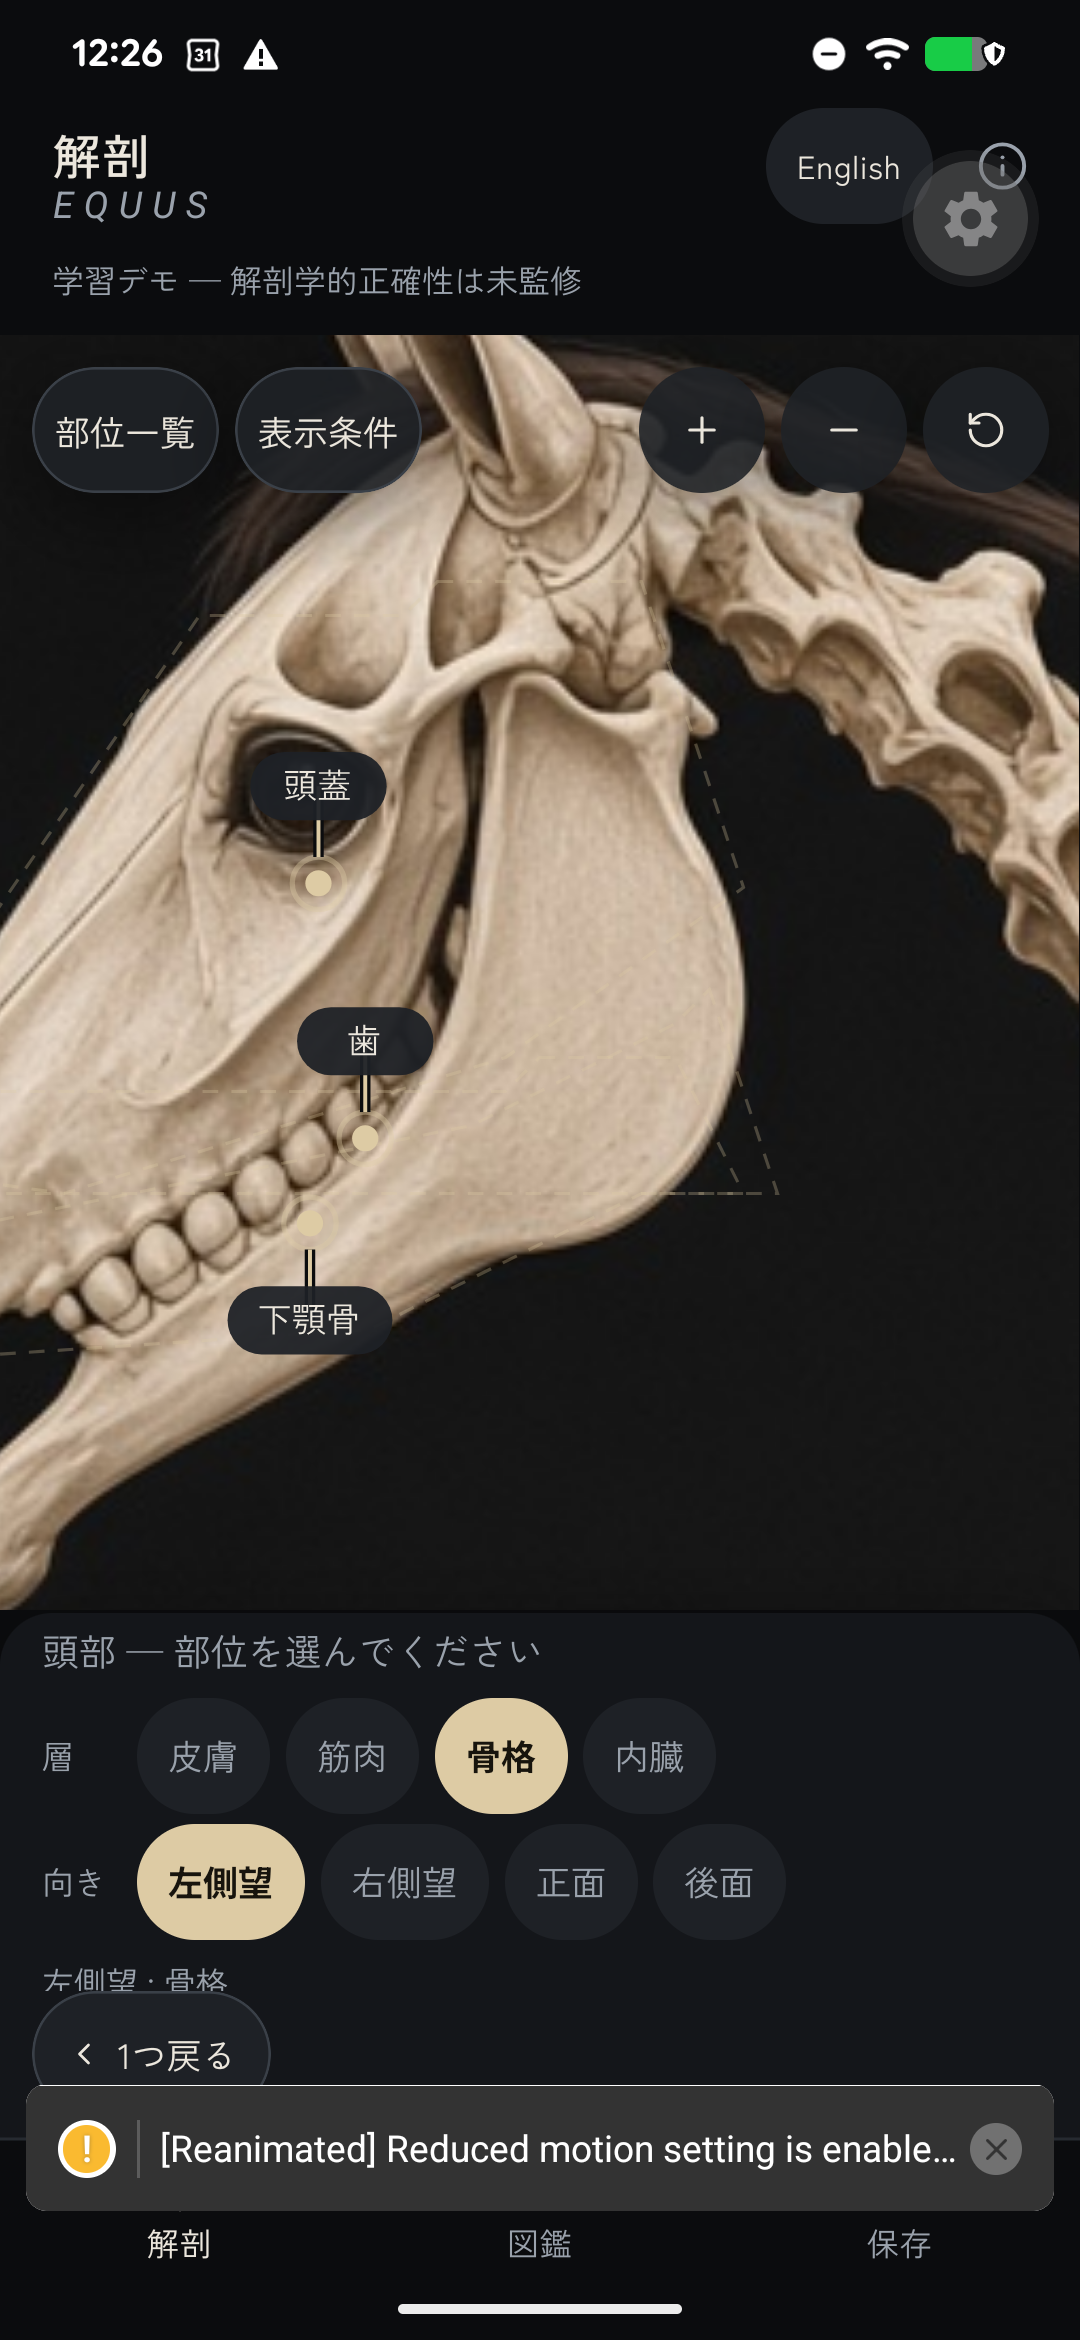 12:26 31
解剖
EQUUS
English
学習デモ — 解剖学的正確性は未監修
部位一覧 表示条件
頭蓋
歯
下顎骨
頭部 — 部位を選んでください
層 皮膚 筋肉 骨格 内臓
向き 左側望 右側望 正面 後面
左側望・骨格
1つ戻る
[Reanimated] Reduced motion setting is enable...
解剖 図鑑 保存